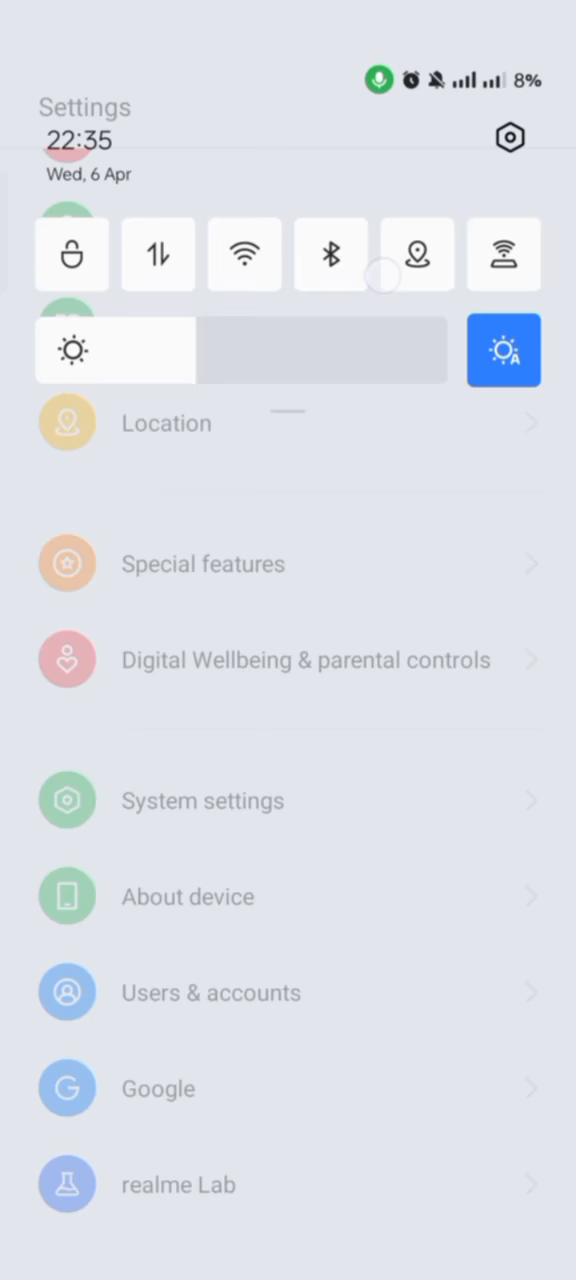 8%
Settings
22:35
Wed, 6 Apr
A
Location
Special features
Digital Wellbeing & parental controls
System settings
About device
Users & accounts
G
Google
realme Lab